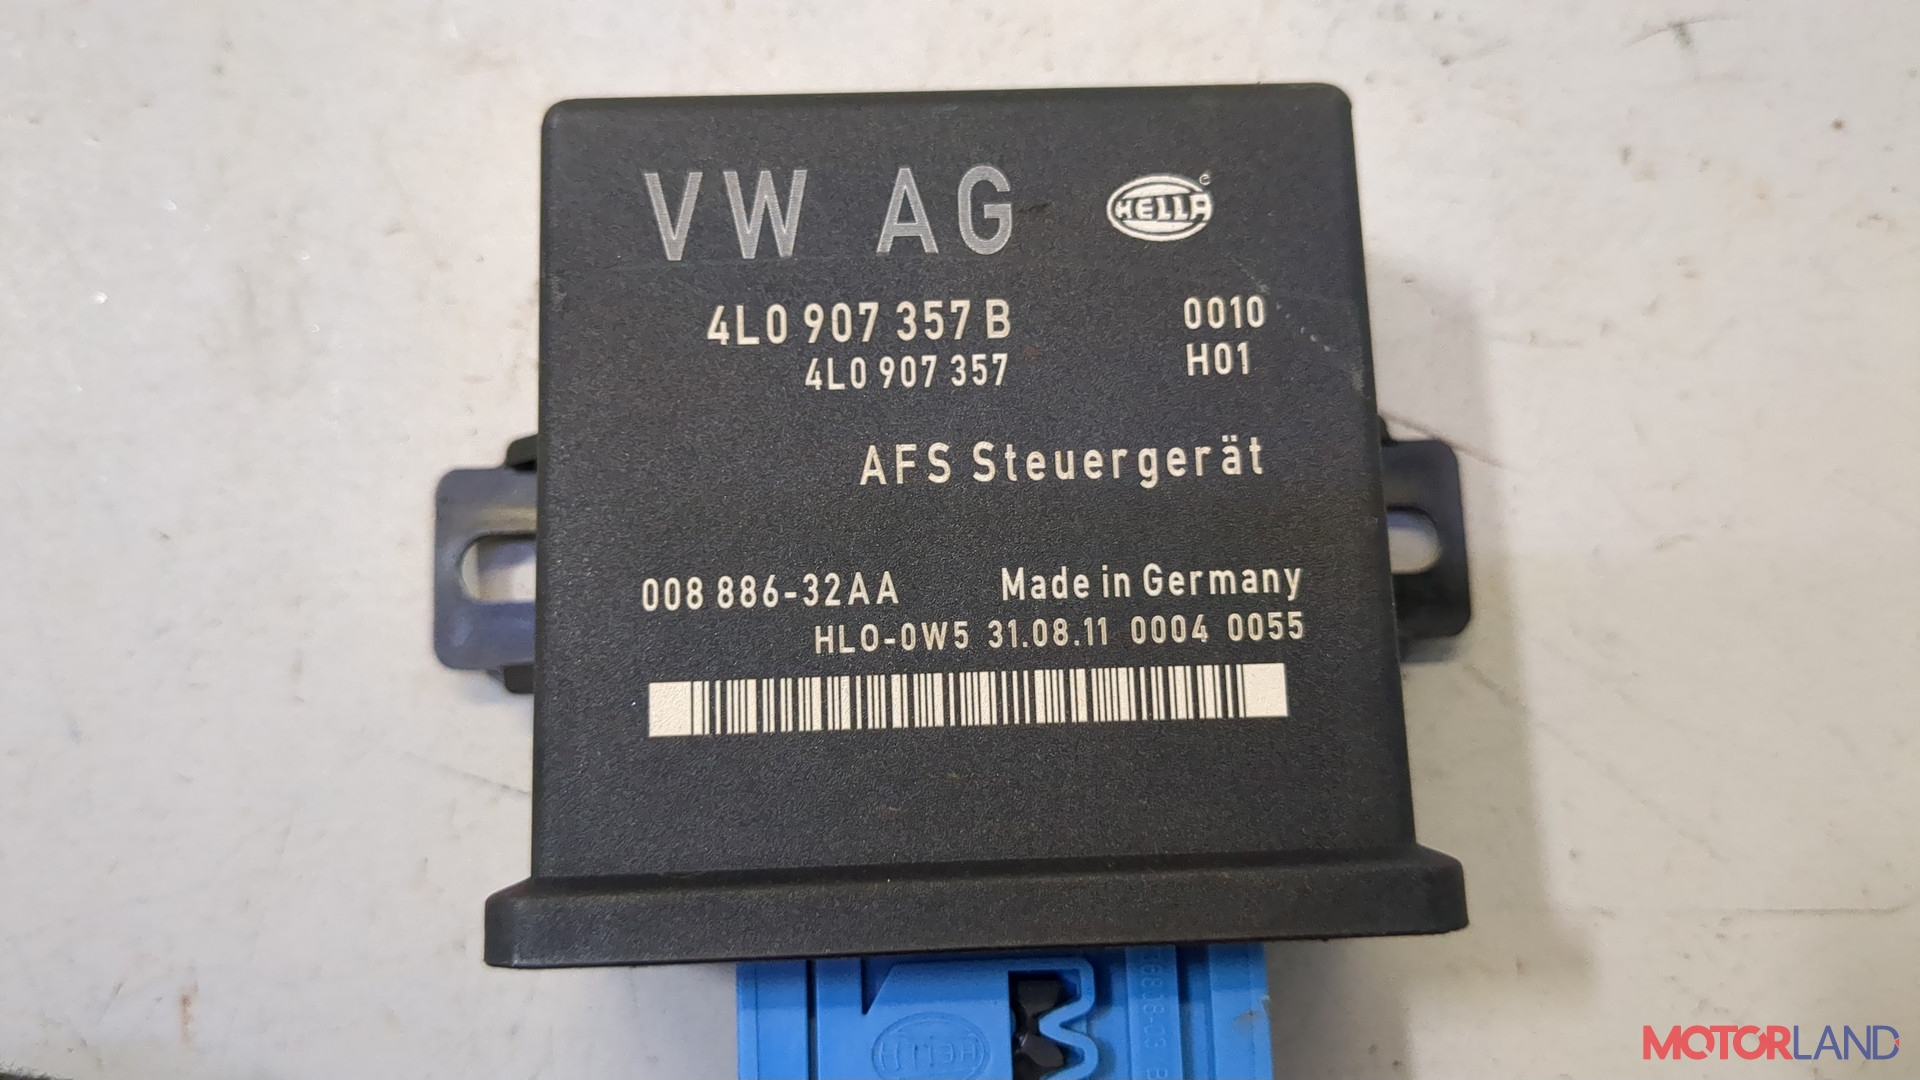 VW AG HELLA
4L0 907 357 B 0010
4L0 907 357 H01
AFS Steuergerät
008 886-32AA Made in Germany
HLO-0W5 31.08.11 0004 0055
HELLA
MOTORLAND